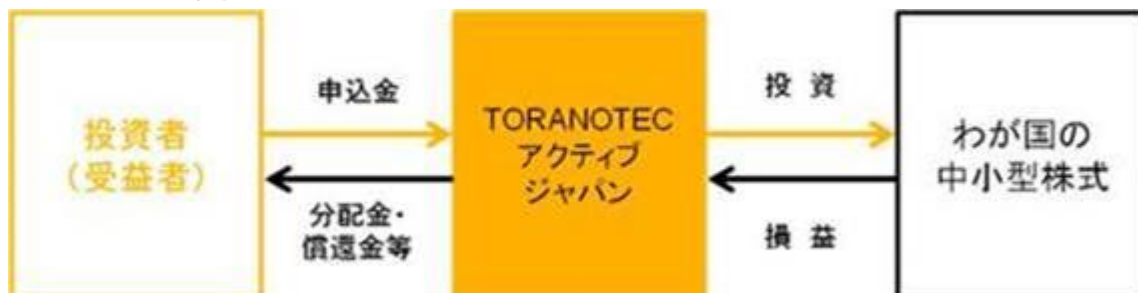 投資者
（受益者）
申込金
分配金・
償還金等
TORANOTEC
アクティブ
ジャパン
投 資
損 益
わが国の
中小型株式